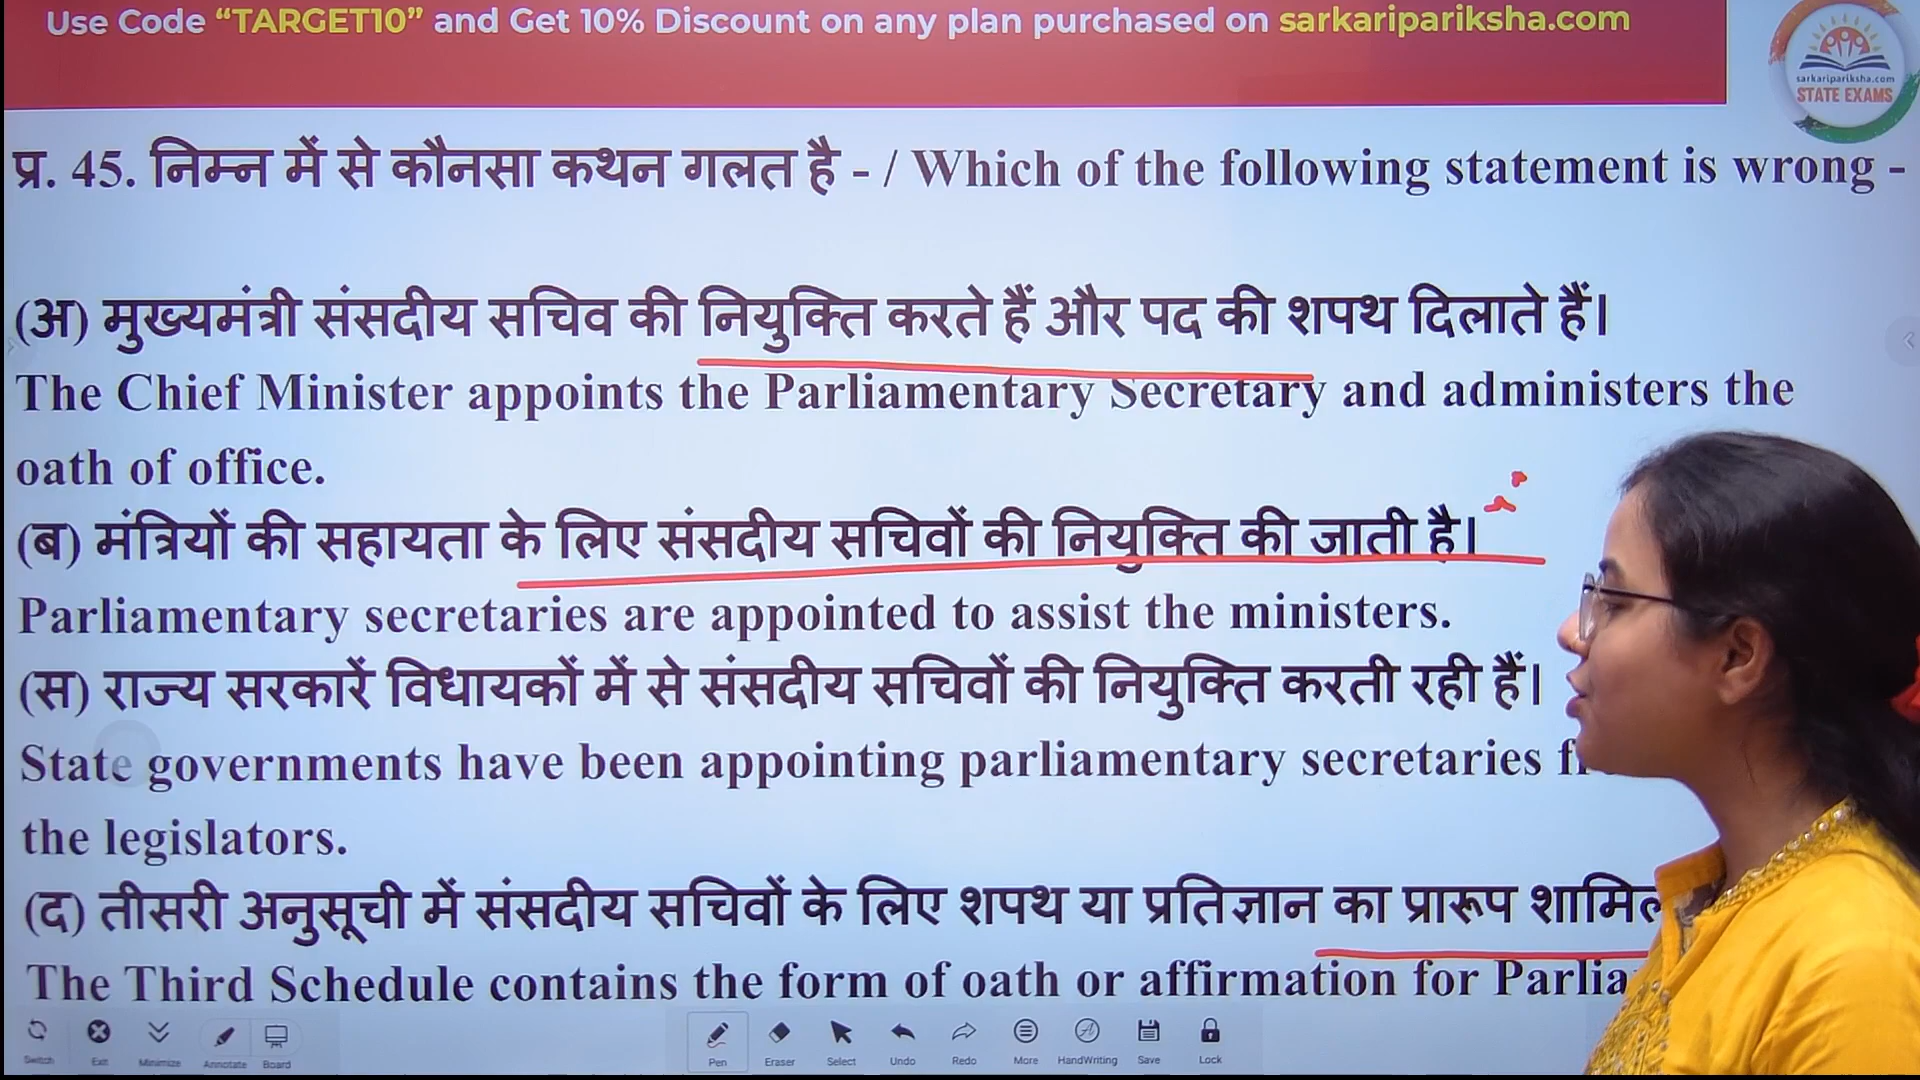 Use Code “TARGET10” and Get 10% Discount on any plan purchased on sarkaripariksha.com
sarkaripariksha.com
STATE EXAMS
प्र. 45. निम्न में से कौनसा कथन गलत है - / Which of the following statement is wrong -
(अ) मुख्यमंत्री संसदीय सचिव की नियुक्ति करते हैं और पद की शपथ दिलाते हैं।
The Chief Minister appoints the Parliamentary Secretary and administers the
oath of office.
(ब) मंत्रियों की सहायता के लिए संसदीय सचिवों की नियुक्ति की जाती है।
Parliamentary secretaries are appointed to assist the ministers.
(स) राज्य सरकारें विधायकों में से संसदीय सचिवों की नियुक्ति करती रही हैं।
State governments have been appointing parliamentary secretaries
the legislators.
(द) तीसरी अनुसूची में संसदीय सचिवों के लिए शपथ या प्रतिज्ञान का प्रारूप
The Third Schedule contains the form of oath or affirmation for
Switch Exit Minimize Annotate Board Pen Eraser Select Undo Redo More HandWriting Save Lock